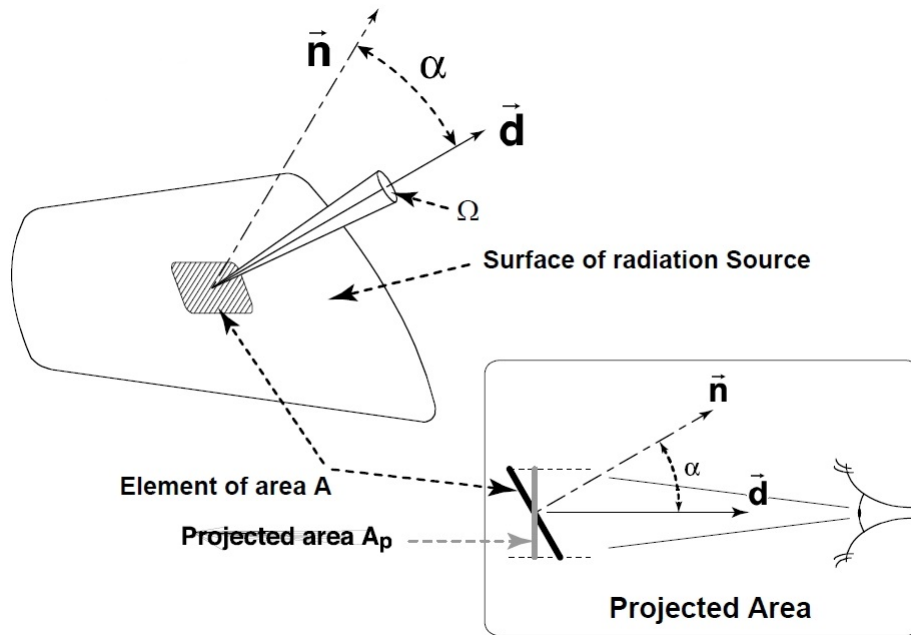 n⃗
α
d⃗
Ω
Surface of radiation Source
n⃗
α
d⃗
Element of area A
Projected area Aₚ
Projected Area